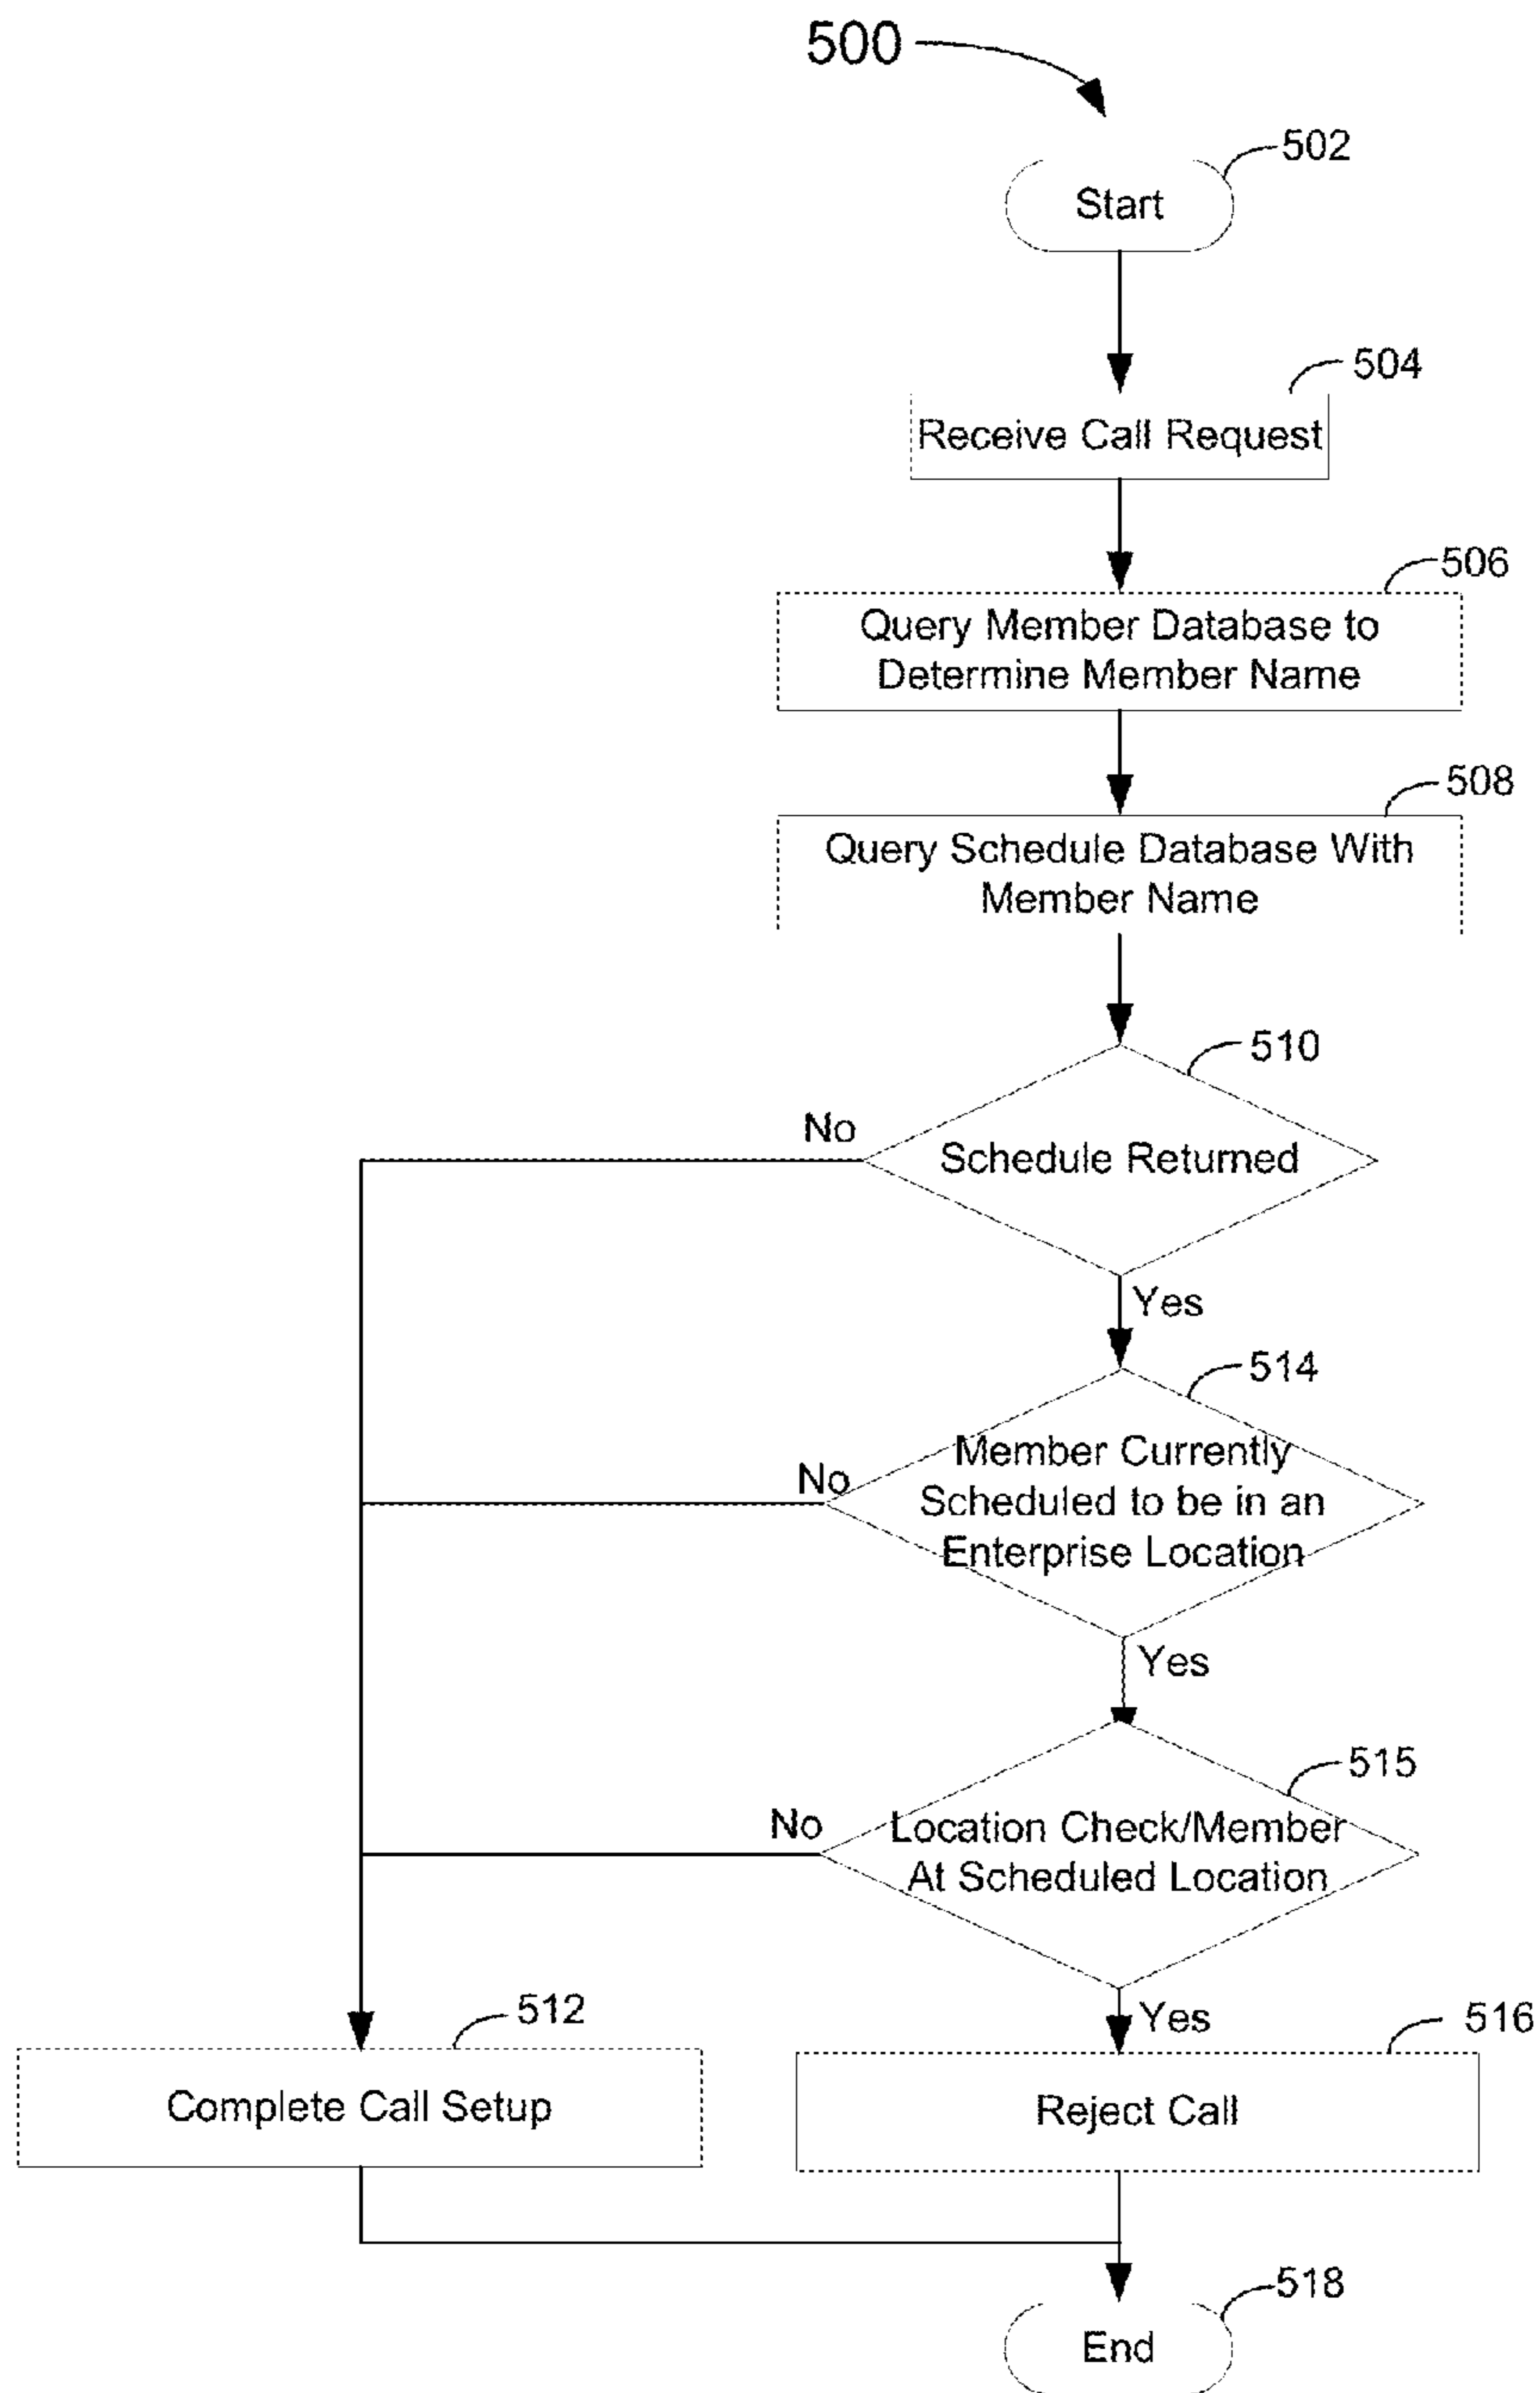 500
502
Start
504
Receive Call Request
506
Query Member Database to
Determine Member Name
508
Query Schedule Database With
Member Name
510
No
Schedule Returned
Yes
514
No
Member Currently
Scheduled to be in an
Enterprise Location
Yes
515
No
Location Check/Member
At Scheduled Location
512
Yes
516
Complete Call Setup
Reject Call
518
End